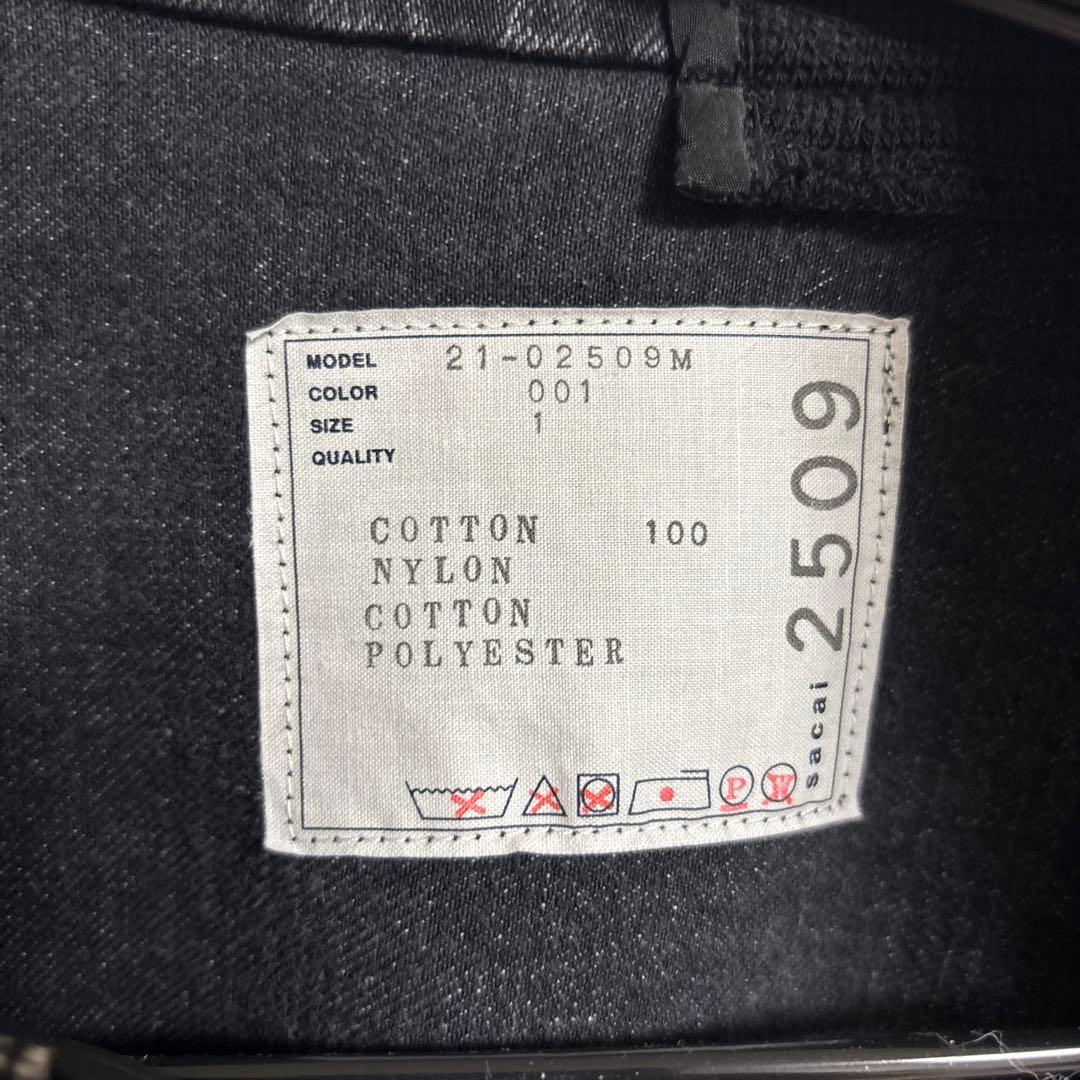 MODEL 21-02509M
COLOR 001
SIZE 1
QUALITY
COTTON 100
NYLON
COTTON
POLYESTER
P W
sacai 2509